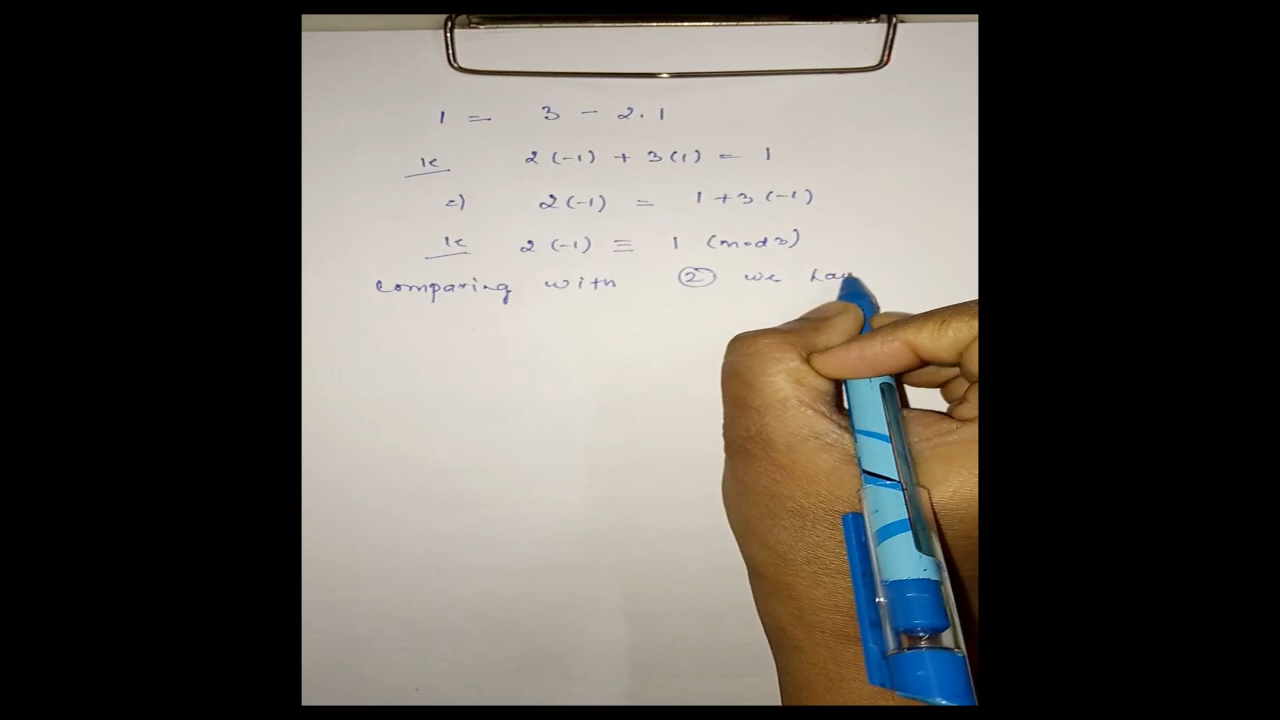 1 = 3 - 2.1
ie 2(-1) + 3(1) = 1
=) 2(-1) = 1+3(-1)
ie 2(-1) ≡ 1 (mod 3)
comparing with ② we hav